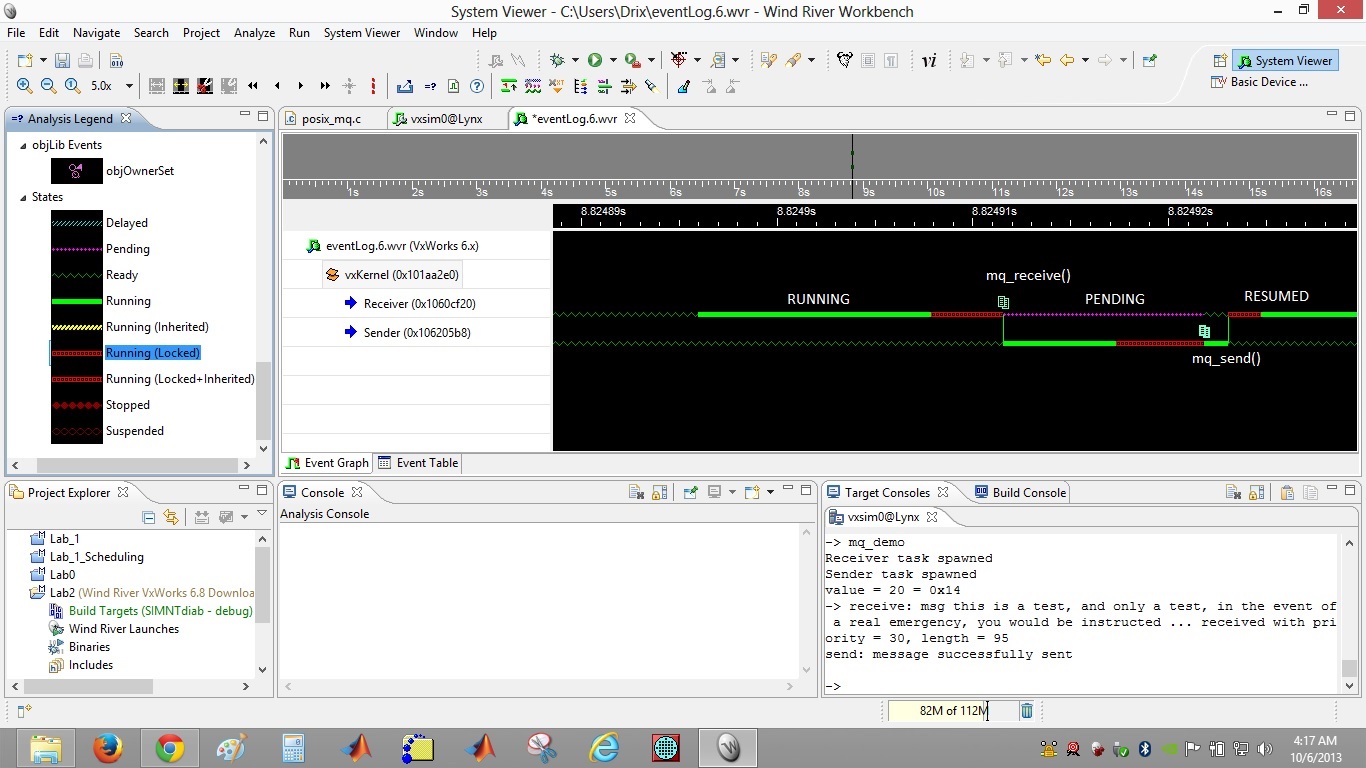 System Viewer - C:\Users\Drix\eventLog.6.wvr - Wind River Workbench
File Edit Navigate Search Project Analyze Run System Viewer Window Help
System Viewer
5.0x
Basic Device ...
Analysis Legend
objLib Events
objOwnerSet
States
Delayed
Pending
Ready
Running
Running (Inherited)
Running (Locked)
Running (Locked+Inherited)
Stopped
Suspended
posix_mq.c vxsim0@Lynx *eventLog.6.wvr
1s 2s 3s 4s 5s 6s 7s 8s 9s 10s 11s 12s 13s 14s 15s 16s
8.82489s 8.8249s 8.82491s 8.82492s
eventLog.6.wvr (VxWorks 6.x)
vxKernel (0x101aa2e0)
Receiver (0x1060cf20)
Sender (0x106205b8)
mq_receive()
RUNNING PENDING RESUMED
mq_send()
Event Graph Event Table
Project Explorer
Lab_1
Lab_1_Scheduling
Lab0
Lab2 (Wind River VxWorks 6.8 Downloa
Build Targets (SIMNTdiab - debug)
Wind River Launches
Binaries
Includes
Console
Analysis Console
Target Consoles Build Console
vxsim0@Lynx
-> mq_demo
Receiver task spawned
Sender task spawned
value = 20 = 0x14
-> receive: msg this is a test, and only a test, in the event of
a real emergency, you would be instructed ... received with pri
ority = 30, length = 95
send: message successfully sent
->
82M of 112M
4:17 AM
10/6/2013